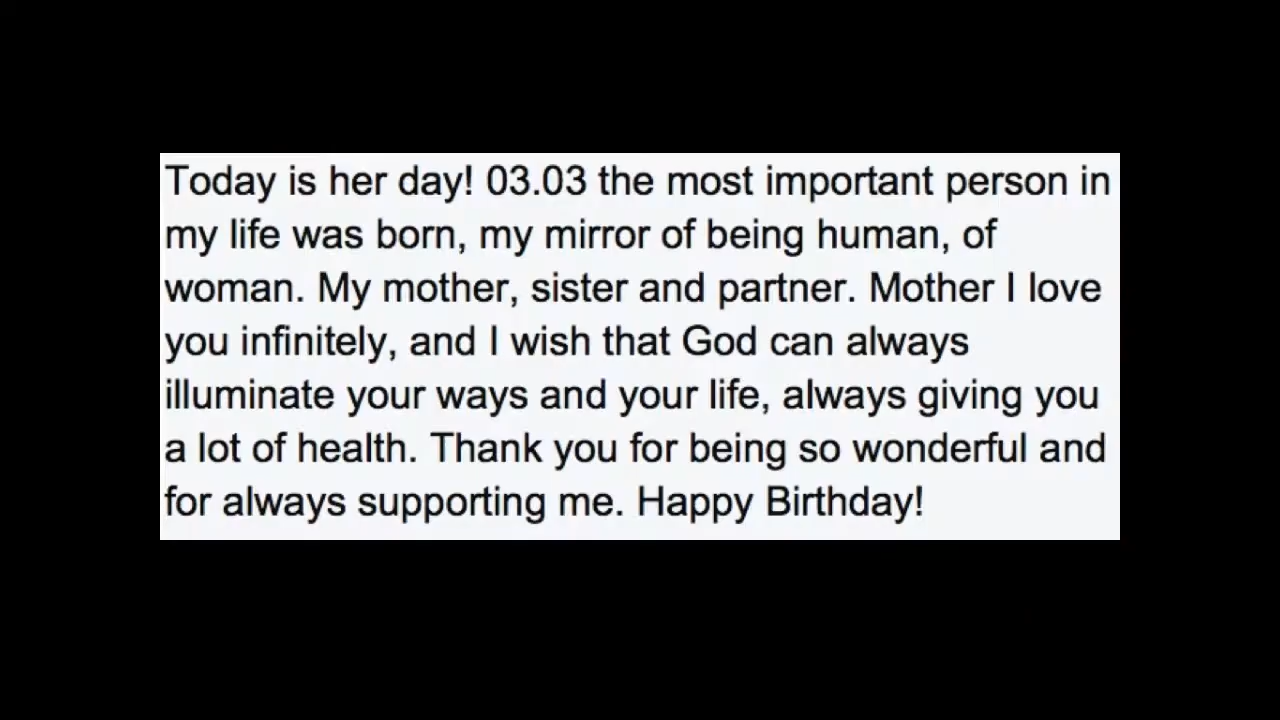 Today is her day! 03.03 the most important person in
my life was born, my mirror of being human, of
woman. My mother, sister and partner. Mother I love
you infinitely, and I wish that God can always
illuminate your ways and your life, always giving you
a lot of health. Thank you for being so wonderful and
for always supporting me. Happy Birthday!